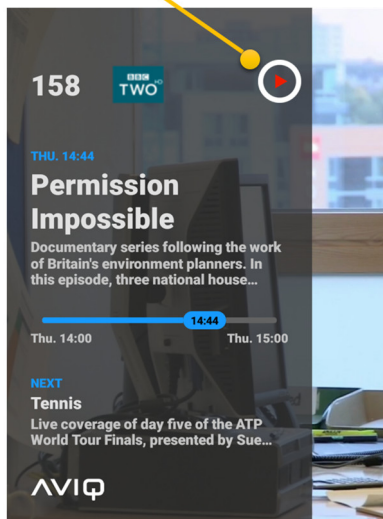 158
BBC
TWO HD
THU. 14:44
Permission
Impossible
Documentary series following the work
of Britain's environment planners. In
this episode, three national house...
14:44
Thu. 14:00 Thu. 15:00
NEXT
Tennis
Live coverage of day five of the ATP
World Tour Finals, presented by Sue...
AVIQ